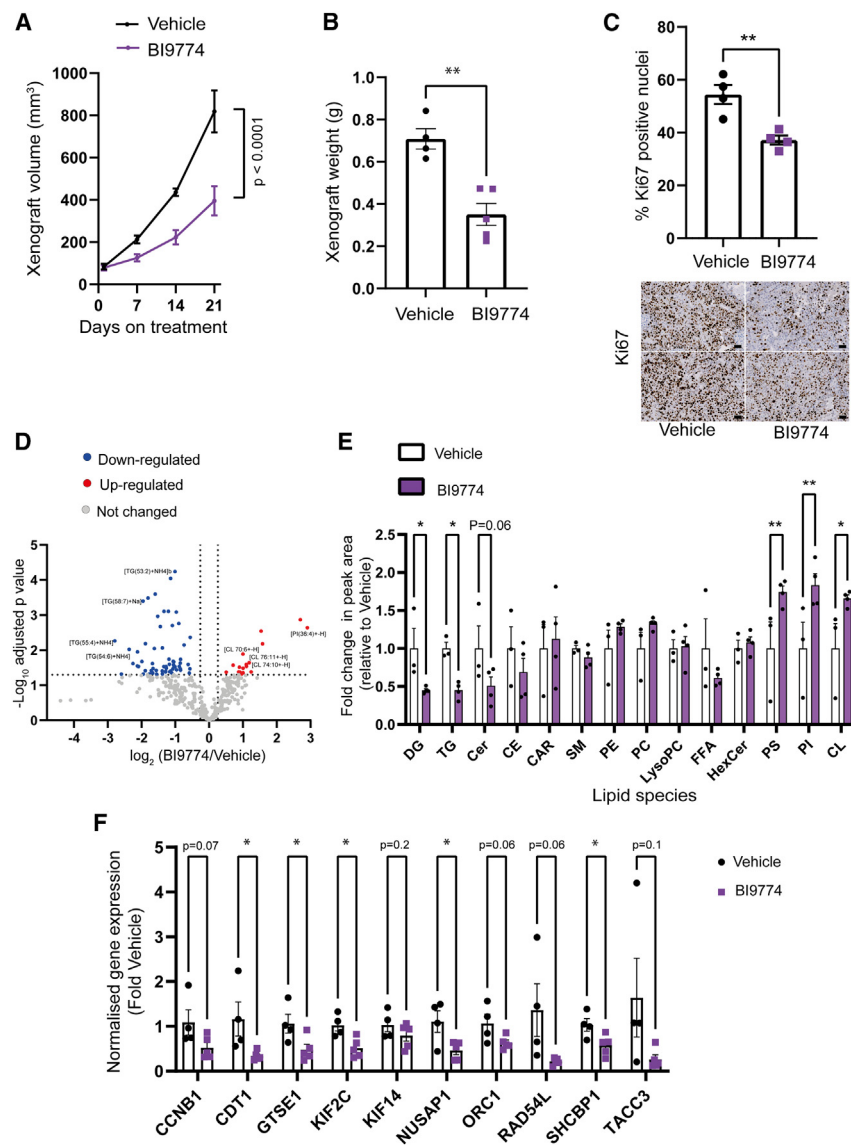 A
Vehicle
BI9774
Xenograft volume (mm³)
1000
800
600
400
200
0
0 7 14 21
Days on treatment
p < 0.0001
B
Xenograft weight (g)
1.0
0.8
0.6
0.4
0.2
0.0
**
Vehicle BI9774
C
% Ki67 positive nuclei
80
60
40
20
0
**
Vehicle BI9774
Ki67
Vehicle BI9774
D
Down-regulated
Up-regulated
Not changed
-Log₁₀ adjusted p value
5
4
3
2
1
0
-4 -3 -2 -1 0 1 2 3
log₂ (BI9774/Vehicle)
[TG(53:2)+NH4]b
[TG(58:7)+Na]
[TG(55:4)+NH4]
[TG(54:6)+NH4]
[PI(38:4)+-H]
[CL 70:6+-H]
[CL 76:11+-H]
[CL 74:10+-H]
E
Vehicle
BI9774
Fold change in peak area
(relative to Vehicle)
2.5
2.0
1.5
1.0
0.5
0.0
* * P=0.06 ** ** *
DG TG Cer CE CAR SM PE PC LysoPC FFA HexCer PS PI CL
Lipid species
F
Normalised gene expression
(Fold Vehicle)
5
4
3
2
1
0
p=0.07 * * * p=0.2 * p=0.06 p=0.06 * p=0.1
Vehicle
BI9774
CCNB1 CDT1 GTSE1 KIF2C KIF14 NUSAP1 ORC1 RAD54L SHCBP1 TACC3